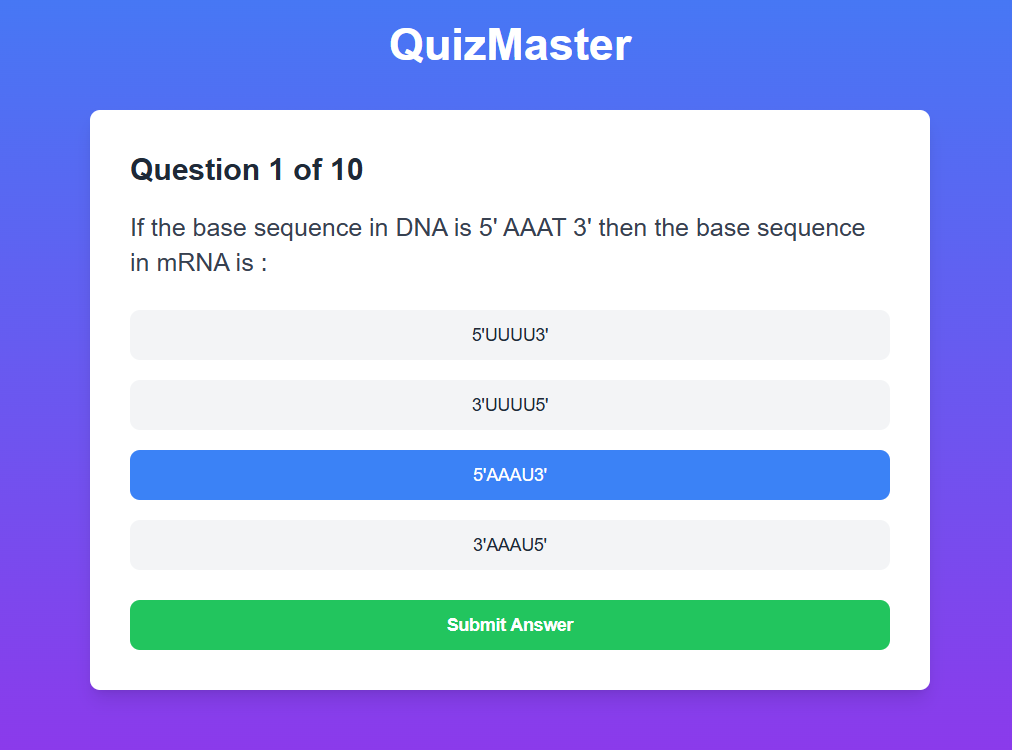 QuizMaster
Question 1 of 10
If the base sequence in DNA is 5' AAAT 3' then the base sequence
in mRNA is :
5'UUUU3'
3'UUUU5'
5'AAAU3'
3'AAAU5'
Submit Answer